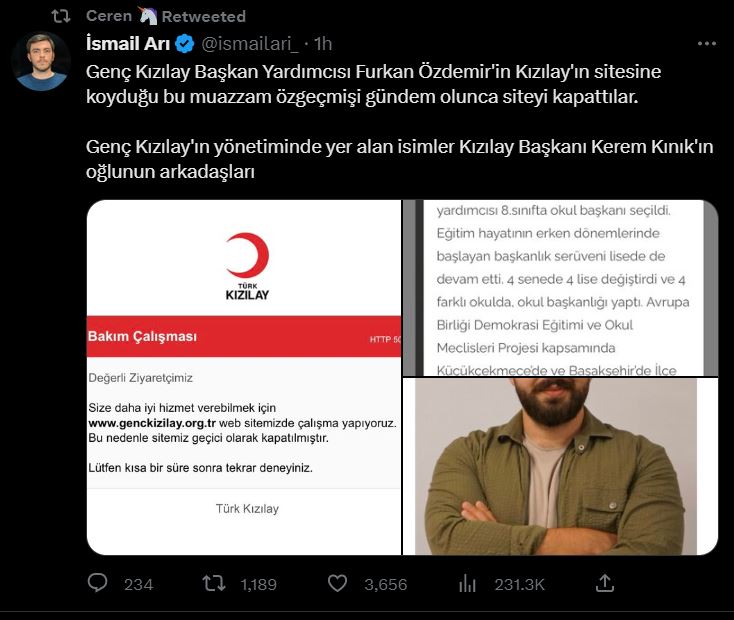 Ceren Retweeted
İsmail Arı @ismailari_ · 1h
Genç Kızılay Başkan Yardımcısı Furkan Özdemir'in Kızılay'ın sitesine
koyduğu bu muazzam özgeçmişi gündem olunca siteyi kapattılar.
Genç Kızılay'ın yönetiminde yer alan isimler Kızılay Başkanı Kerem Kınık'ın
oğlunun arkadaşları
TÜRK
KIZILAY
Bakım Çalışması
HTTP 50
Değerli Ziyaretçimiz
Size daha iyi hizmet verebilmek için
www.genckizilay.org.tr web sitemizde çalışma yapıyoruz.
Bu nedenle sitemiz geçici olarak kapatılmıştır.
Lütfen kısa bir süre sonra tekrar deneyiniz.
Türk Kızılay
yardımcısı 8.sınıfta okul başkanı seçildi.
Eğitim hayatının erken dönemlerinde
başlayan başkanlık serüveni lisede de
devam etti. 4 senede 4 lise değiştirdi ve 4
farklı okulda, okul başkanlığı yaptı. Avrupa
Birliği Demokrasi Eğitimi ve Okul
Meclisleri Projesi kapsamında
Küçükçekmece'de ve Başakşehir'de İlçe
234 1,189 3,656 231.3K